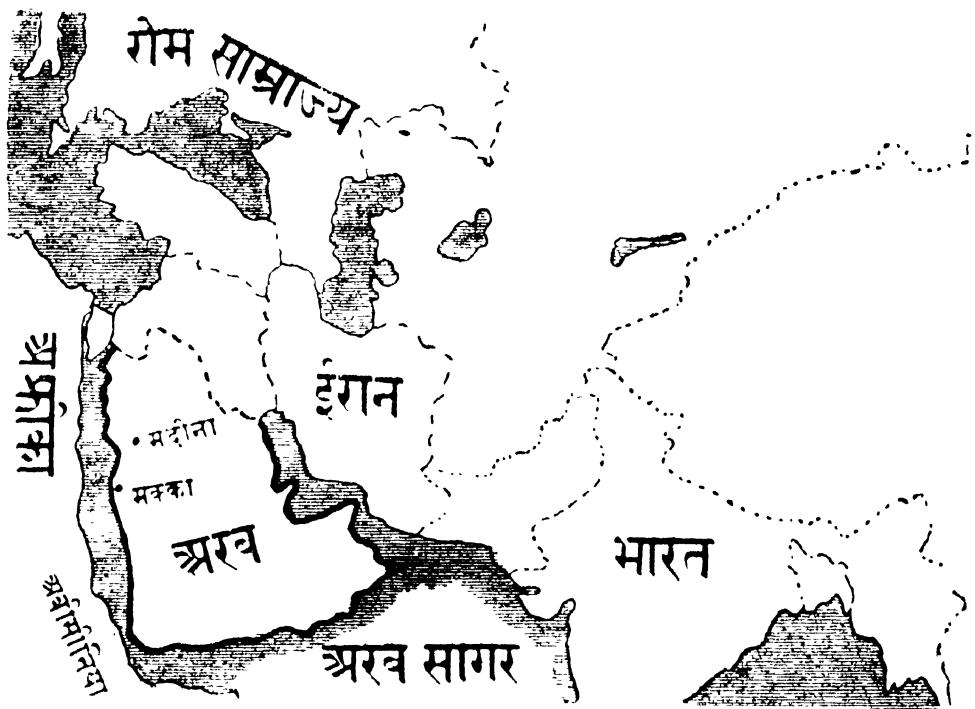 रोम साम्राज्य
अफ्रीका
ईरान
मदीना
मक्का
अरब
भारत
अबीसीनिया
अरब सागर